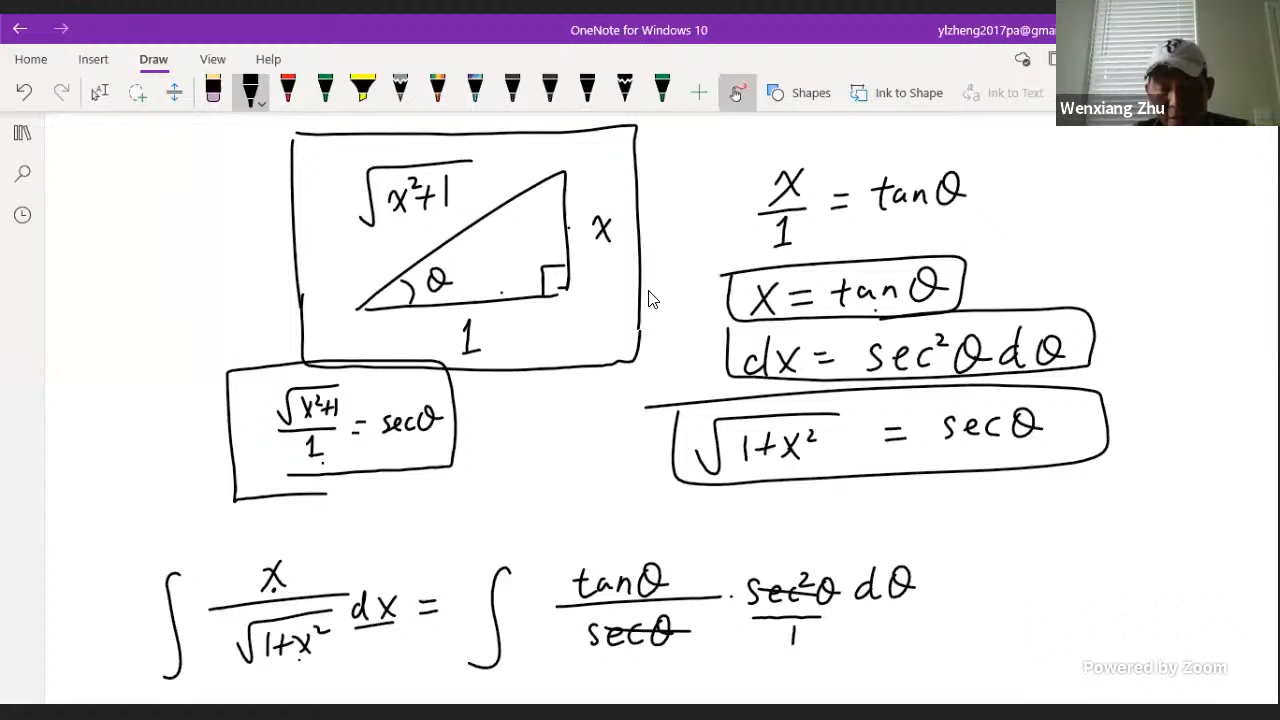 OneNote for Windows 10
ylzheng2017pa@gma
Home Insert Draw View Help
Shapes Ink to Shape Ink to Text
Wenxiang Zhu
√(x²+1)
θ
x
1
x/1 = tanθ
x = tanθ
dx = sec²θdθ
√(x²+1)/1 = secθ
√(1+x²) = secθ
∫ x/√(1+x²) dx = ∫ tanθ/secθ · sec²θ/1 dθ
Powered by Zoom